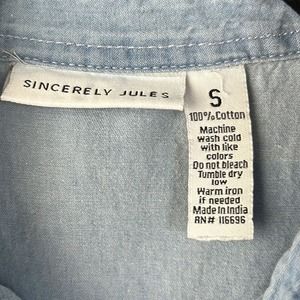 SINCERELY JULES
S
100% Cotton
Machine
wash cold
with like
colors
Do not bleach
Tumble dry
low
Warm iron
if needed
Made In India
RN# 116696